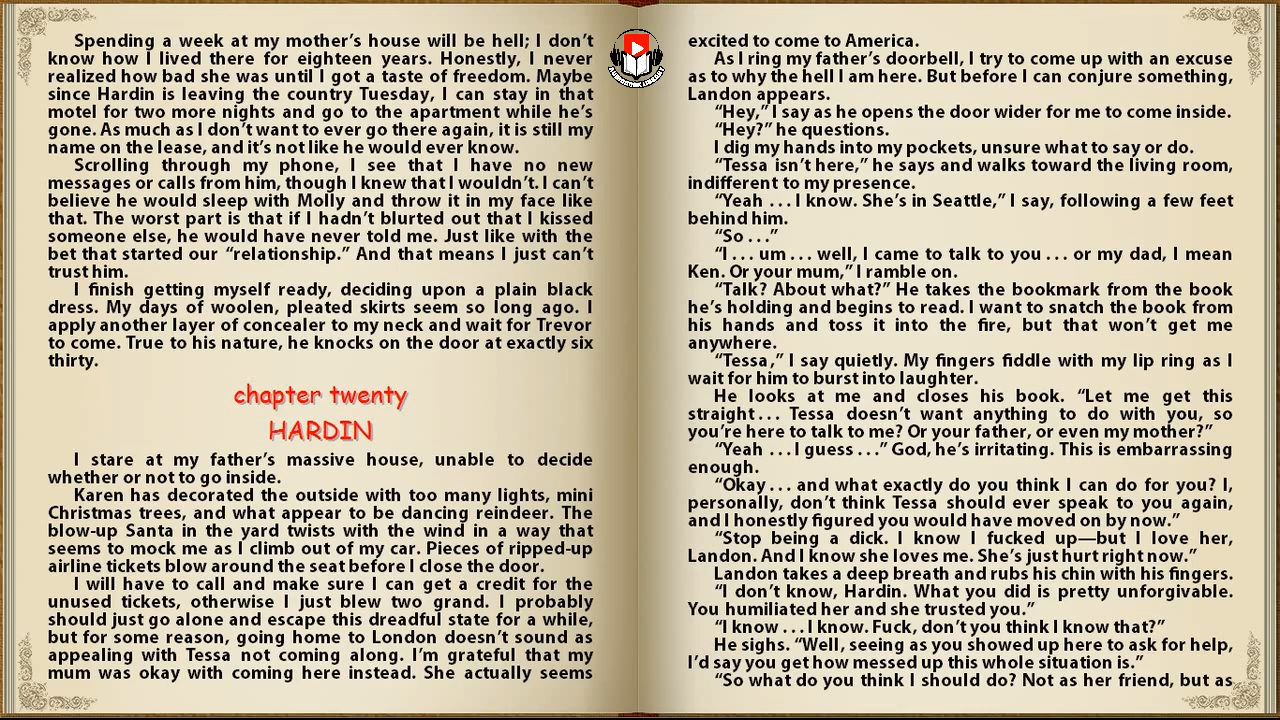 Spending a week at my mother’s house will be hell; I don’t
know how I lived there for eighteen years. Honestly, I never
realized how bad she was until I got a taste of freedom. Maybe
since Hardin is leaving the country Tuesday, I can stay in that
motel for two more nights and go to the apartment while he’s
gone. As much as I don’t want to ever go there again, it is still my
name on the lease, and it’s not like he would ever know.
Scrolling through my phone, I see that I have no new
messages or calls from him, though I knew that I wouldn’t. I can’t
believe he would sleep with Molly and throw it in my face like
that. The worst part is that if I hadn’t blurted out that I kissed
someone else, he would have never told me. Just like with the
bet that started our “relationship.” And that means I just can’t
trust him.
I finish getting myself ready, deciding upon a plain black
dress. My days of woolen, pleated skirts seem so long ago. I
apply another layer of concealer to my neck and wait for Trevor
to come. True to his nature, he knocks on the door at exactly six
thirty.
chapter twenty
HARDIN
I stare at my father’s massive house, unable to decide
whether or not to go inside.
Karen has decorated the outside with too many lights, mini
Christmas trees, and what appear to be dancing reindeer. The
blow-up Santa in the yard twists with the wind in a way that
seems to mock me as I climb out of my car. Pieces of ripped-up
airline tickets blow around the seat before I close the door.
I will have to call and make sure I can get a credit for the
unused tickets, otherwise I just blew two grand. I probably
should just go alone and escape this dreadful state for a while,
but for some reason, going home to London doesn’t sound as
appealing with Tessa not coming along. I’m grateful that my
mum was okay with coming here instead. She actually seems
excited to come to America.
As I ring my father’s doorbell, I try to come up with an excuse
as to why the hell I am here. But before I can conjure something,
Landon appears.
“Hey,” I say as he opens the door wider for me to come inside.
“Hey?” he questions.
I dig my hands into my pockets, unsure what to say or do.
“Tessa isn’t here,” he says and walks toward the living room,
indifferent to my presence.
“Yeah . . . I know. She’s in Seattle,” I say, following a few feet
behind him.
“So . . .”
“I . . . um . . . well, I came to talk to you . . . or my dad, I mean
Ken. Or your mum,” I ramble on.
“Talk? About what?” He takes the bookmark from the book
he’s holding and begins to read. I want to snatch the book from
his hands and toss it into the fire, but that won’t get me
anywhere.
“Tessa,” I say quietly. My fingers fiddle with my lip ring as I
wait for him to burst into laughter.
He looks at me and closes his book. “Let me get this
straight . . . Tessa doesn’t want anything to do with you, so
you’re here to talk to me? Or your father, or even my mother?”
“Yeah . . . I guess . . .” God, he’s irritating. This is embarrassing
enough.
“Okay . . . and what exactly do you think I can do for you? I,
personally, don’t think Tessa should ever speak to you again,
and I honestly figured you would have moved on by now.”
“Stop being a dick. I know I fucked up—but I love her,
Landon. And I know she loves me. She’s just hurt right now.”
Landon takes a deep breath and rubs his chin with his fingers.
“I don’t know, Hardin. What you did is pretty unforgivable.
You humiliated her and she trusted you.”
“I know . . . I know. Fuck, don’t you think I know that?”
He sighs. “Well, seeing as you showed up here to ask for help,
I’d say you get how messed up this whole situation is.”
“So what do you think I should do? Not as her friend, but as